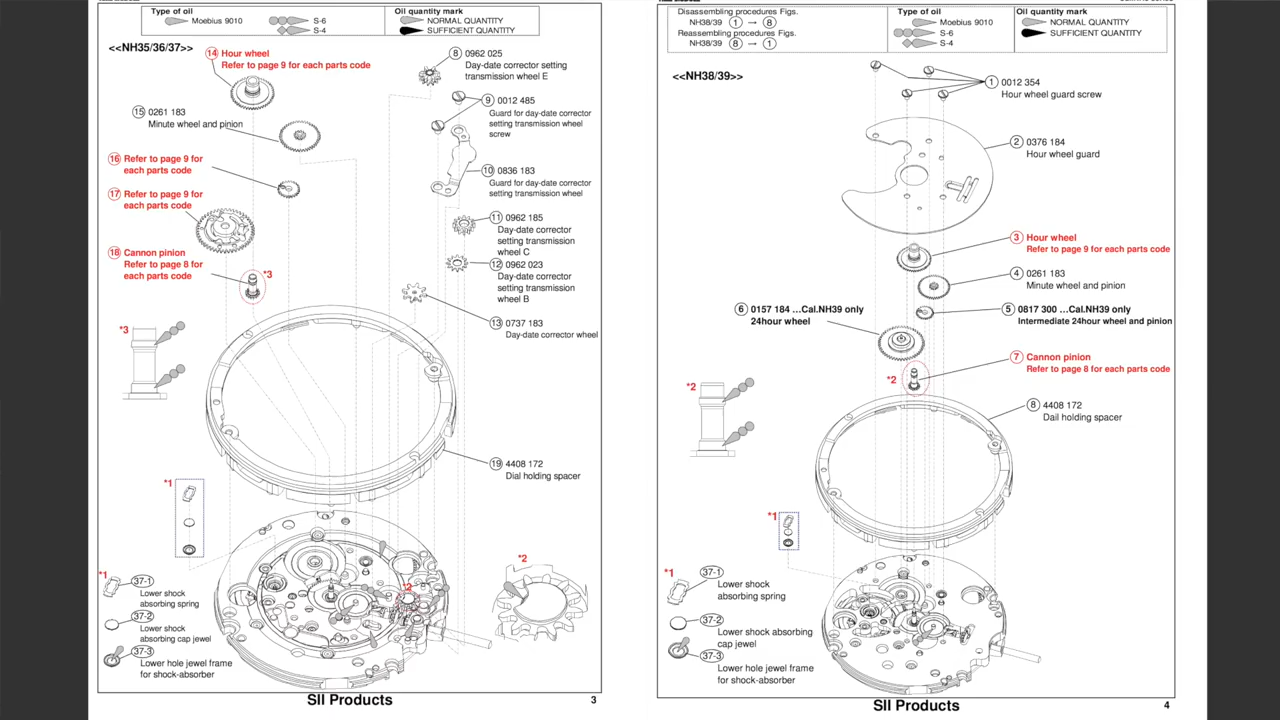 Type of oil
Oil quantity mark
Moebius 9010
S-6
S-4
NORMAL QUANTITY
SUFFICIENT QUANTITY
<<NH35/36/37>>
14 Hour wheel
Refer to page 9 for each parts code
8 0962 025
Day-date corrector setting
transmission wheel E
9 0012 485
Guard for day-date corrector
setting transmission wheel
screw
15 0261 183
Minute wheel and pinion
16 Refer to page 9 for
each parts code
10 0836 183
Guard for day-date corrector
setting transmission wheel
17 Refer to page 9 for
each parts code
11 0962 185
Day-date corrector
setting transmission
wheel C
18 Cannon pinion
Refer to page 8 for
each parts code
*3
12 0962 023
Day-date corrector
setting transmission
wheel B
13 0737 183
Day-date corrector wheel
*3
19 4408 172
Dial holding spacer
*1
*2
*2
*1
37-1
Lower shock
absorbing spring
37-2
Lower shock
absorbing cap jewel
37-3
Lower hole jewel frame
for shock-absorber
SII Products
3
Disassembling procedures Figs.
NH38/39 1 → 8
Reassembling procedures Figs.
NH38/39 8 → 1
Type of oil
Oil quantity mark
Moebius 9010
S-6
S-4
NORMAL QUANTITY
SUFFICIENT QUANTITY
<<NH38/39>>
1 0012 354
Hour wheel guard screw
2 0376 184
Hour wheel guard
3 Hour wheel
Refer to page 9 for each parts code
4 0261 183
Minute wheel and pinion
6 0157 184 ...Cal.NH39 only
24hour wheel
5 0817 300 ...Cal.NH39 only
Intermediate 24hour wheel and pinion
7 Cannon pinion
Refer to page 8 for each parts code
*2
*2
8 4408 172
Dail holding spacer
*1
*1
37-1
Lower shock
absorbing spring
37-2
Lower shock absorbing
cap jewel
37-3
Lower hole jewel frame
for shock-absorber
SII Products
4